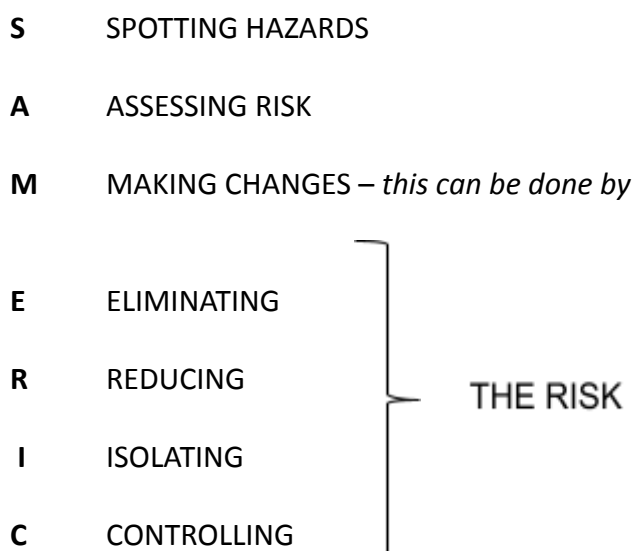 S SPOTTING HAZARDS
A ASSESSING RISK
M MAKING CHANGES – this can be done by
E ELIMINATING
R REDUCING
THE RISK
I ISOLATING
C CONTROLLING